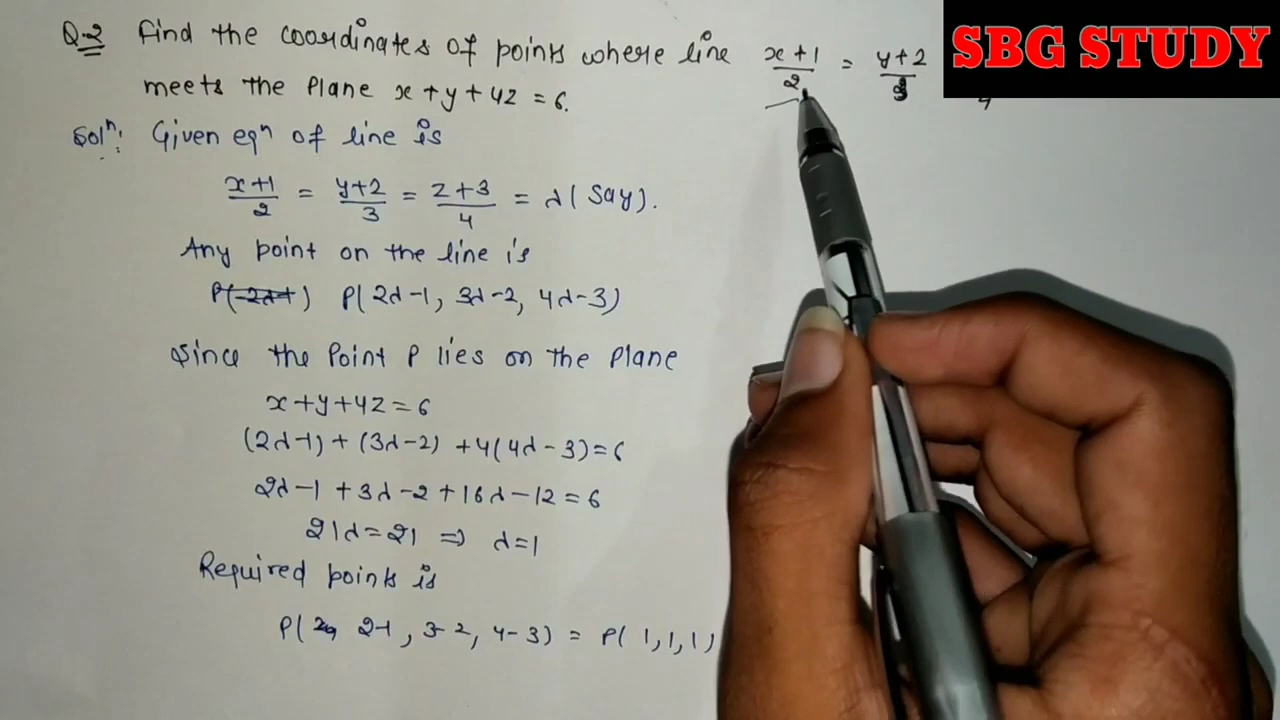 Q.2 Find the coordinates of points where line x+1/2 = y+2/3 4
meets the plane x+y+4z=6.
Solⁿ: Given eqⁿ of line is
x+1/2 = y+2/3 = z+3/4 = λ (Say).
Any point on the line is
P(-2λ+1) P(2λ-1, 3λ-2, 4λ-3)
Since the Point P lies on the plane
x+y+4z=6
(2λ-1) + (3λ-2) +4(4λ-3)=6
2λ-1 +3λ-2+16λ-12=6
21λ=21 => λ=1
Required points is
P( 2-1, 3-2, 4-3) = P( 1,1,1,
SBG STUDY